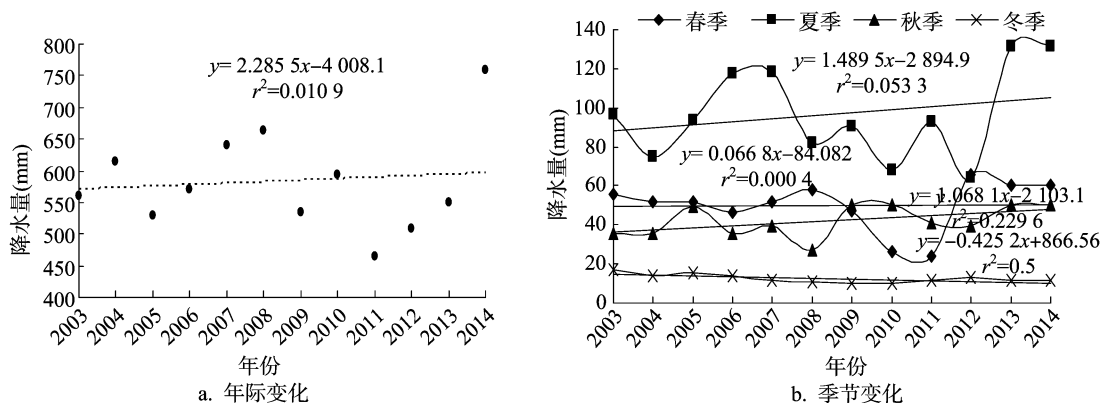 800
750
700
650
600
550
500
450
400
降水量(mm)
y= 2.285 5x−4 008.1
r²=0.010 9
2003
2004
2005
2006
2007
2008
2009
2010
2011
2012
2013
2014
年份
a. 年际变化
春季 夏季 秋季 冬季
140
120
100
80
60
40
20
0
降水量(mm)
y= 1.489 5x−2 894.9
r²=0.053 3
y= 0.066 8x−84.082
r²=0.000 4
y= 1.068 1x−2 103.1
r²=0.229 6
y= −0.425 2x+866.56
r²=0.5
2003
2004
2005
2006
2007
2008
2009
2010
2011
2012
2013
2014
年份
b. 季节变化